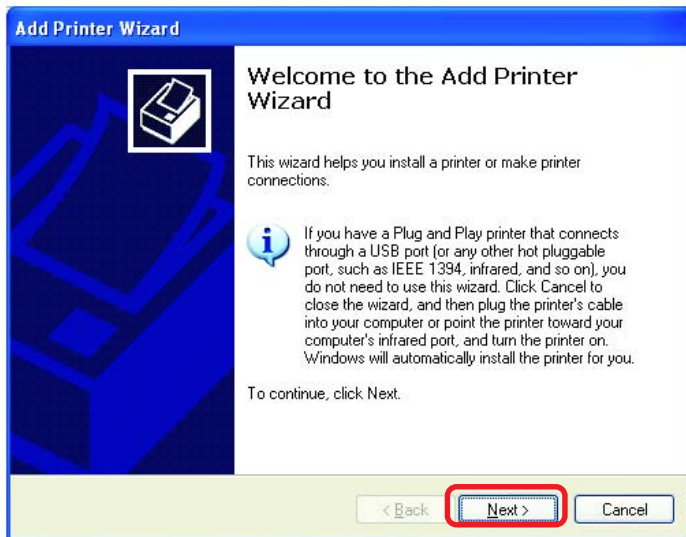 Add Printer Wizard
Welcome to the Add Printer
Wizard
This wizard helps you install a printer or make printer
connections.
If you have a Plug and Play printer that connects
through a USB port (or any other hot pluggable
port, such as IEEE 1394, infrared, and so on), you
do not need to use this wizard. Click Cancel to
close the wizard, and then plug the printer's cable
into your computer or point the printer toward your
computer's infrared port, and turn the printer on.
Windows will automatically install the printer for you.
To continue, click Next.
< Back Next > Cancel